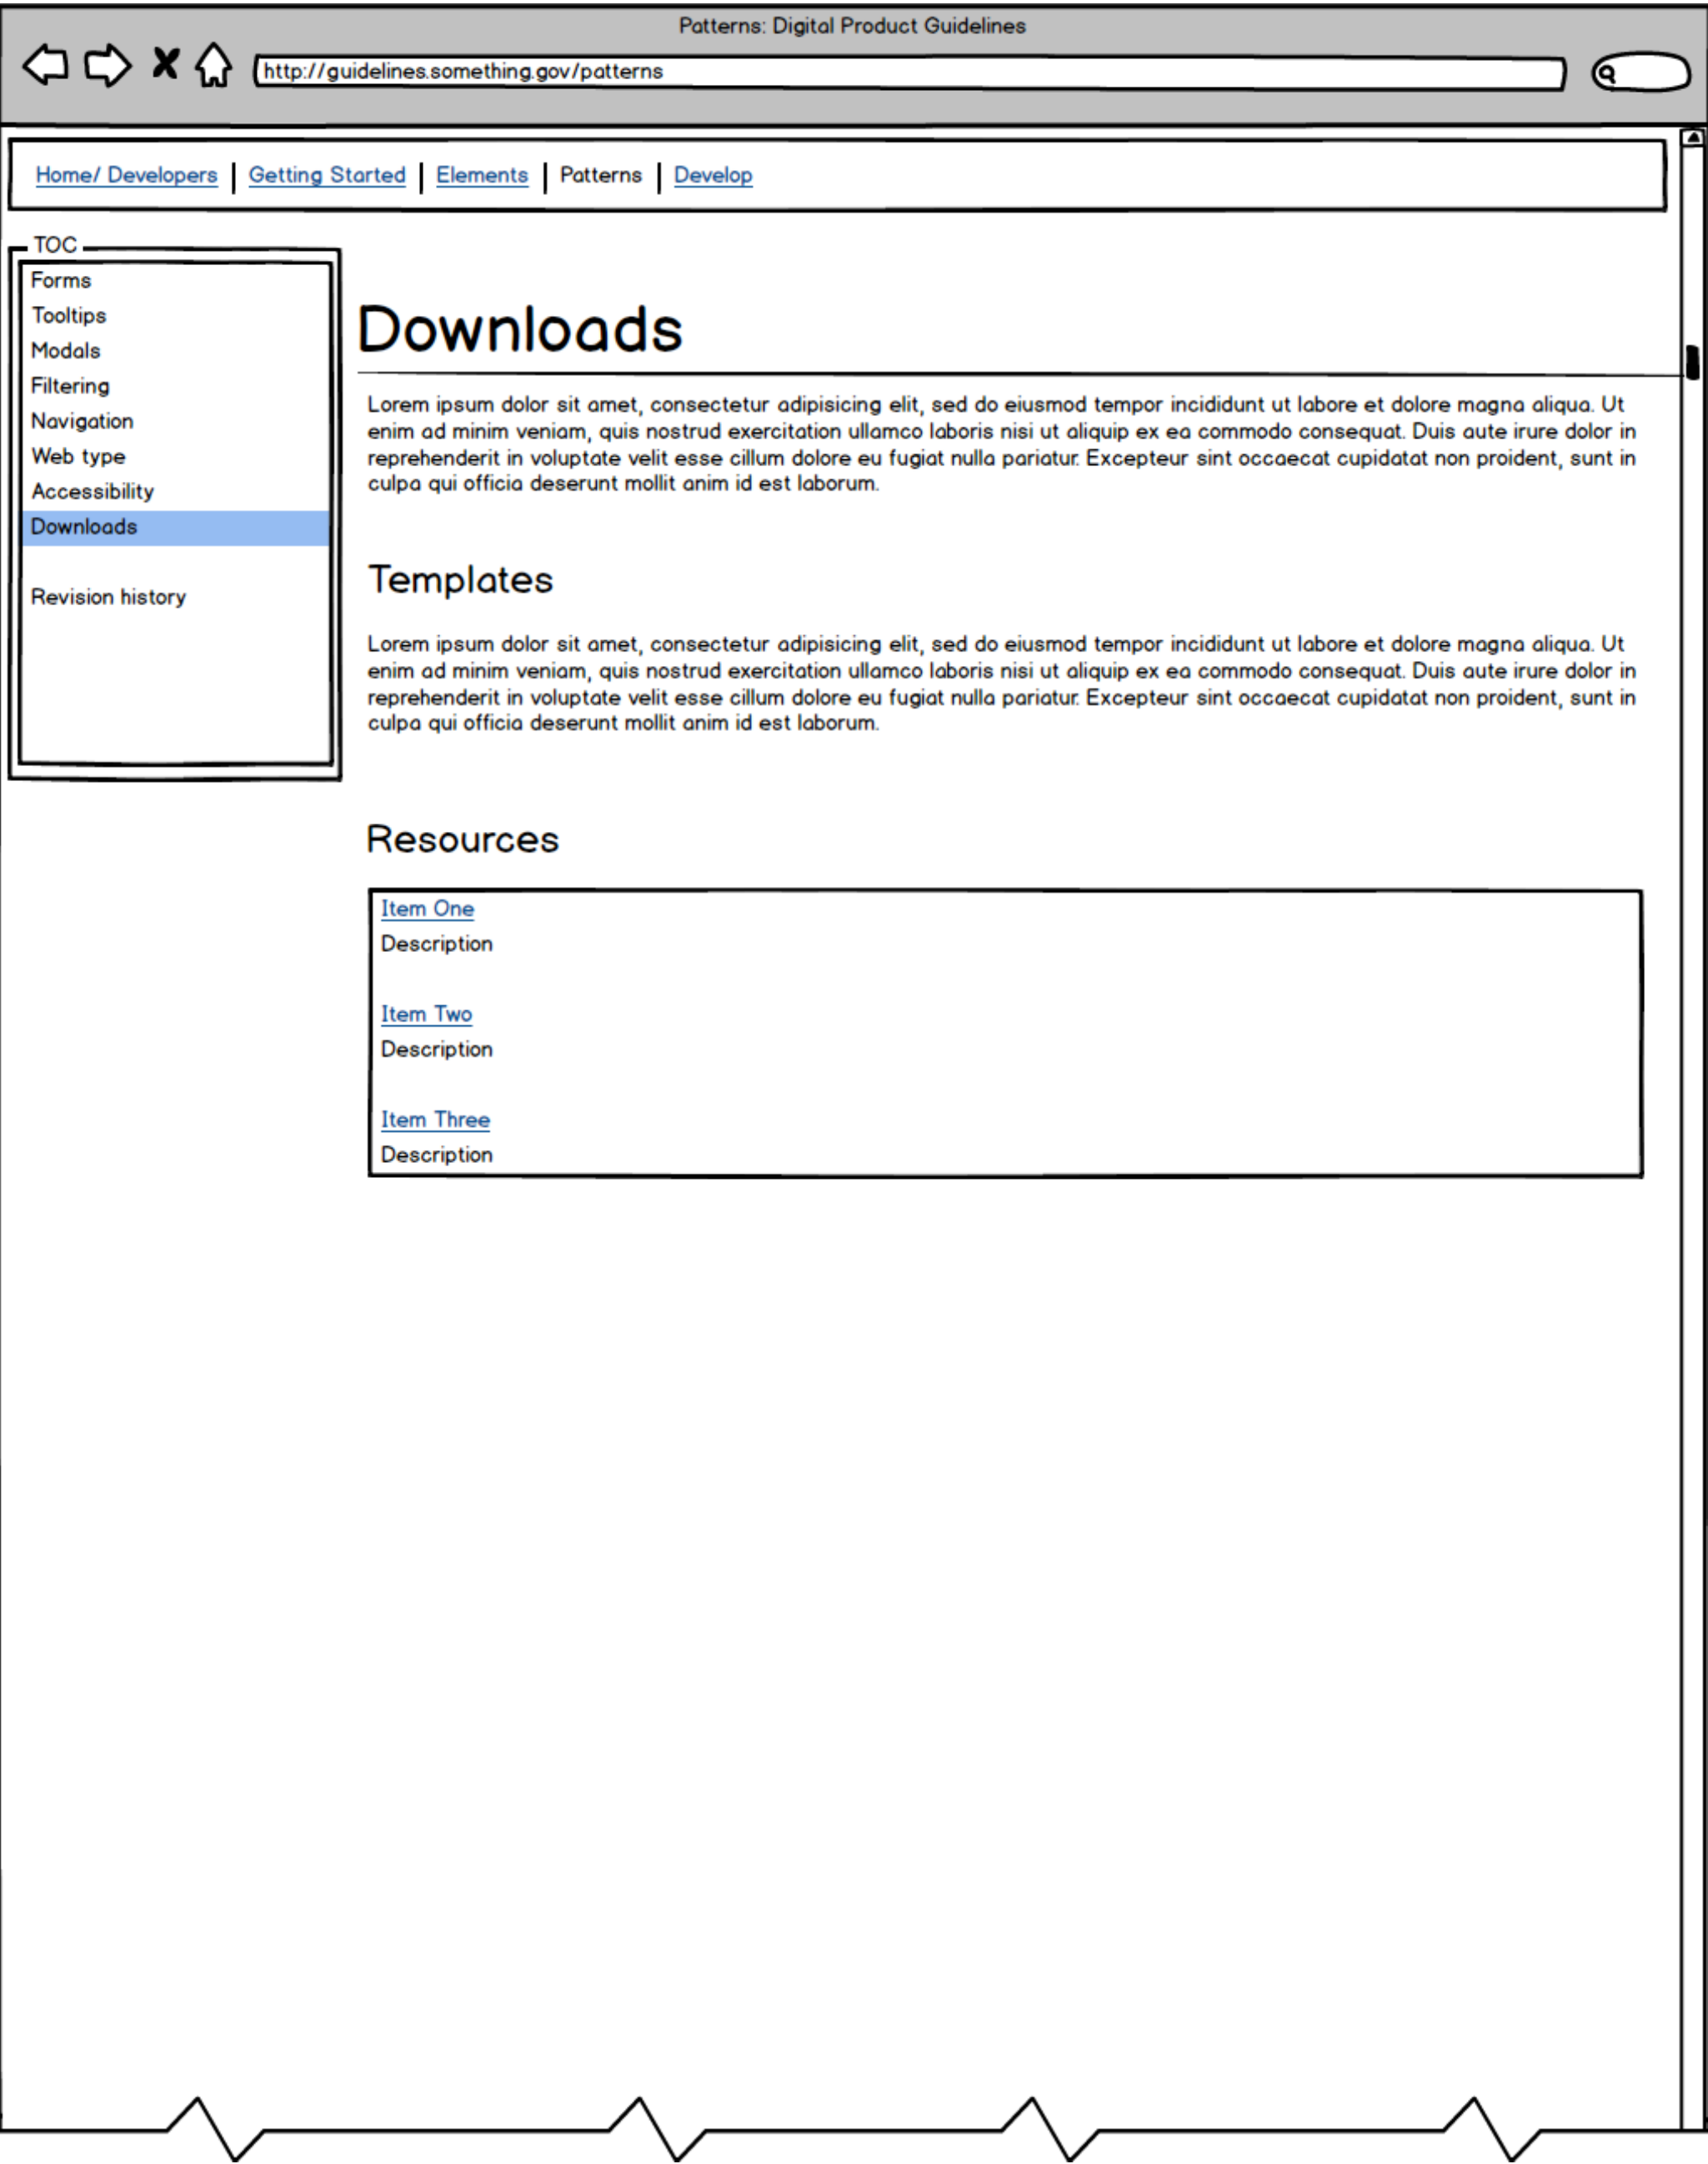 Patterns: Digital Product Guidelines
http://guidelines.something.gov/patterns
Home/ Developers | Getting Started | Elements | Patterns | Develop
TOC
Forms
Tooltips
Modals
Filtering
Navigation
Web type
Accessibility
Downloads
Revision history
Downloads
Lorem ipsum dolor sit amet, consectetur adipisicing elit, sed do eiusmod tempor incididunt ut labore et dolore magna aliqua. Ut
enim ad minim veniam, quis nostrud exercitation ullamco laboris nisi ut aliquip ex ea commodo consequat. Duis aute irure dolor in
reprehenderit in voluptate velit esse cillum dolore eu fugiat nulla pariatur. Excepteur sint occaecat cupidatat non proident, sunt in
culpa qui officia deserunt mollit anim id est laborum.
Templates
Lorem ipsum dolor sit amet, consectetur adipisicing elit, sed do eiusmod tempor incididunt ut labore et dolore magna aliqua. Ut
enim ad minim veniam, quis nostrud exercitation ullamco laboris nisi ut aliquip ex ea commodo consequat. Duis aute irure dolor in
reprehenderit in voluptate velit esse cillum dolore eu fugiat nulla pariatur. Excepteur sint occaecat cupidatat non proident, sunt in
culpa qui officia deserunt mollit anim id est laborum.
Resources
Item One
Description
Item Two
Description
Item Three
Description